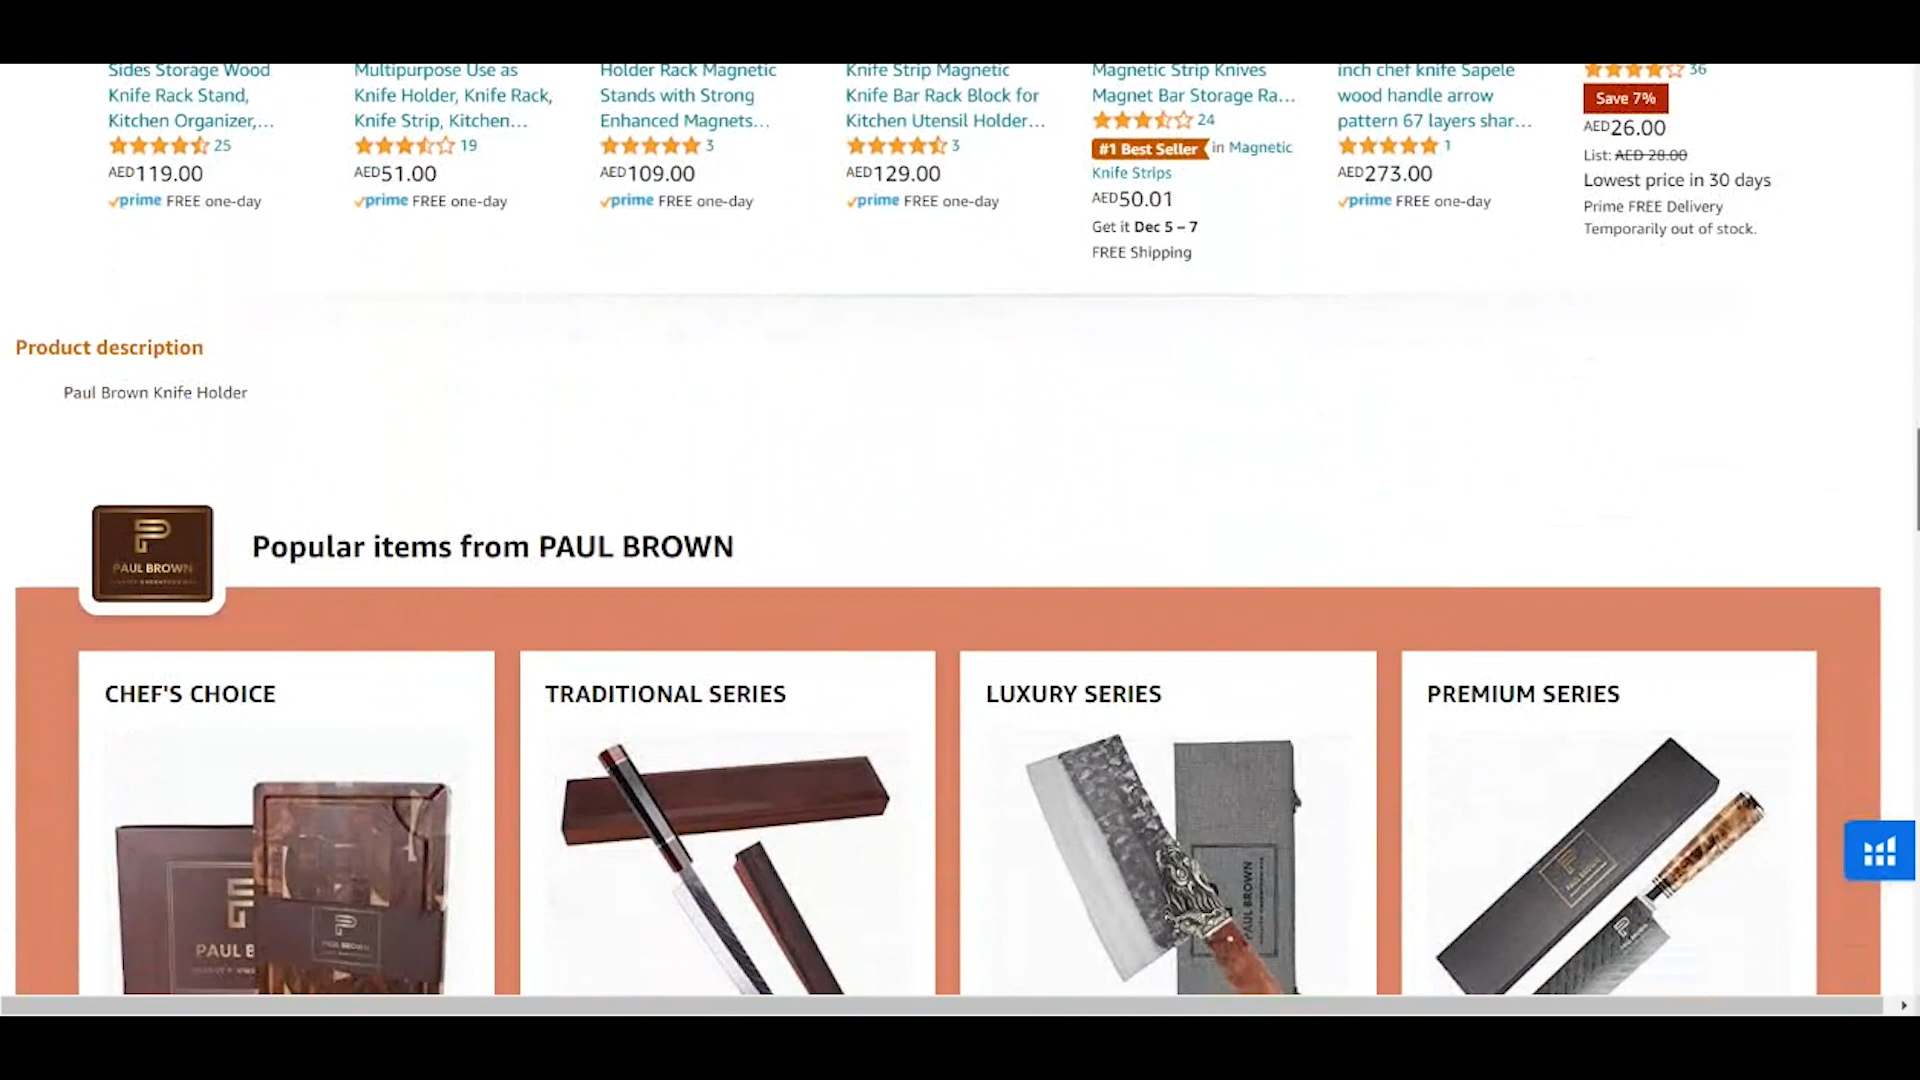 Sides Storage Wood
Knife Rack Stand,
Kitchen Organizer,...
25
AED119.00
prime FREE one-day
Multipurpose Use as
Knife Holder, Knife Rack,
Knife Strip, Kitchen...
19
AED51.00
prime FREE one-day
Holder Rack Magnetic
Stands with Strong
Enhanced Magnets...
3
AED109.00
prime FREE one-day
Knife Strip Magnetic
Knife Bar Rack Block for
Kitchen Utensil Holder...
3
AED129.00
prime FREE one-day
Magnetic Strip Knives
Magnet Bar Storage Ra...
24
#1 Best Seller in Magnetic
Knife Strips
AED50.01
Get it Dec 5 – 7
FREE Shipping
inch chef knife Sapele
wood handle arrow
pattern 67 layers shar...
1
AED273.00
prime FREE one-day
36
Save 7%
AED26.00
List: AED 28.00
Lowest price in 30 days
Prime FREE Delivery
Temporarily out of stock.
Product description
Paul Brown Knife Holder
PAUL BROWN
Popular items from PAUL BROWN
CHEF'S CHOICE
PAUL B
PAUL BROWN
TRADITIONAL SERIES
LUXURY SERIES
PAUL BROWN
PREMIUM SERIES
PAUL BROWN